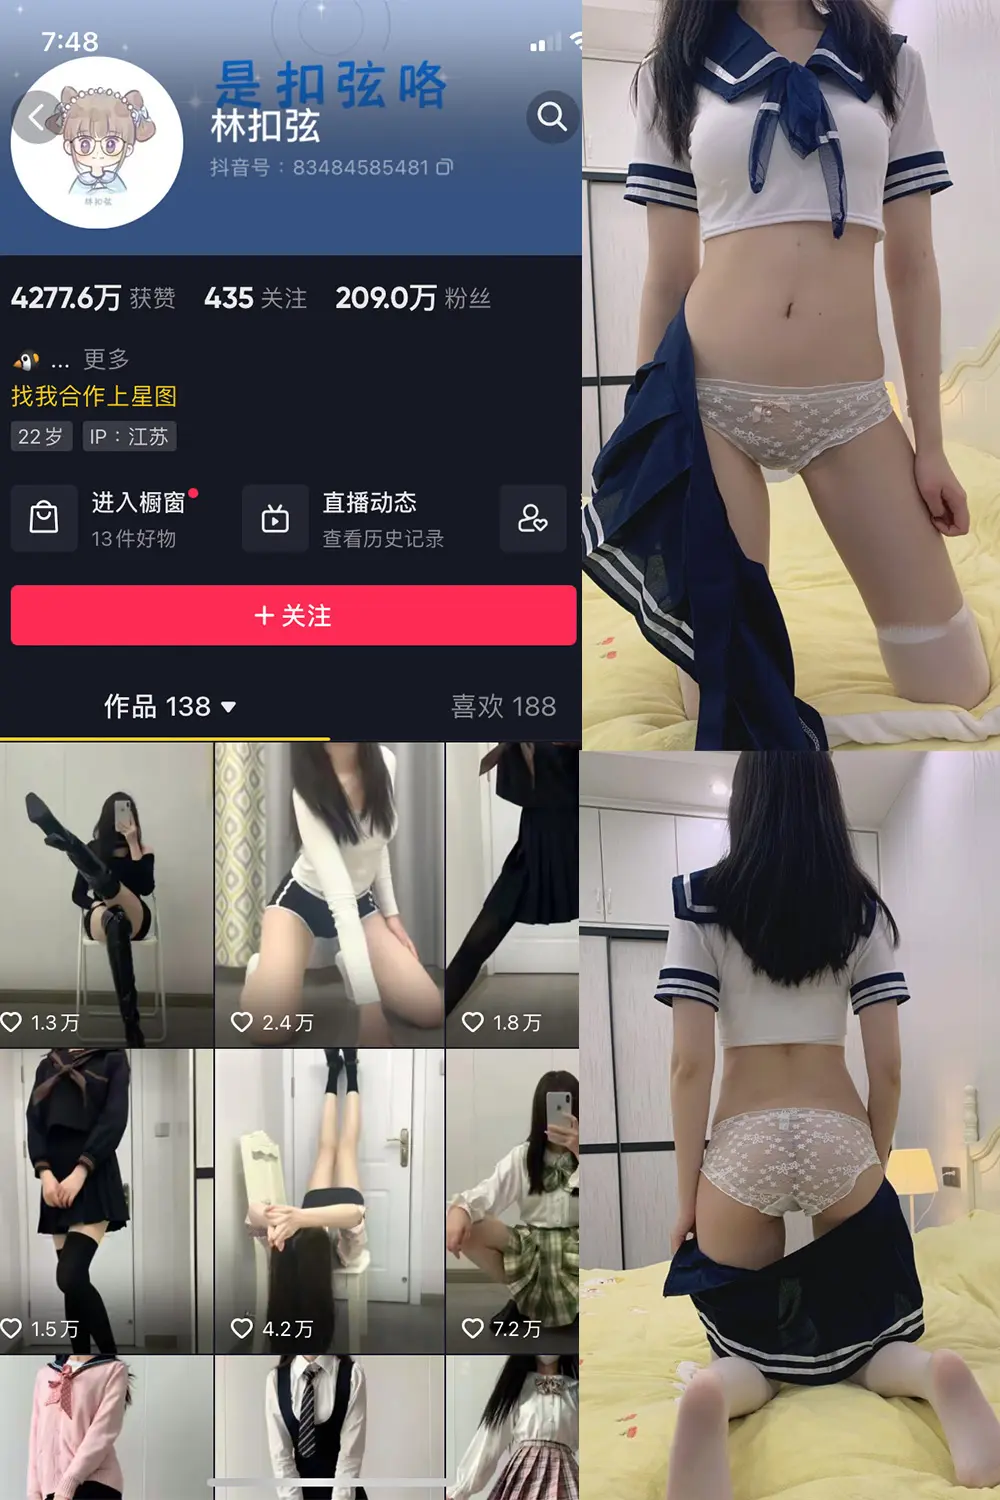 7:48
是扣弦咯
林扣弦
抖音号：83484585481
林扣弦
4277.6万 获赞 435 关注 209.0万 粉丝
... 更多
找我合作上星图
22岁 IP：江苏
进入橱窗 直播动态
13件好物 查看历史记录
+ 关注
作品 138 喜欢 188
1.3万 2.4万 1.8万
1.5万 4.2万 7.2万